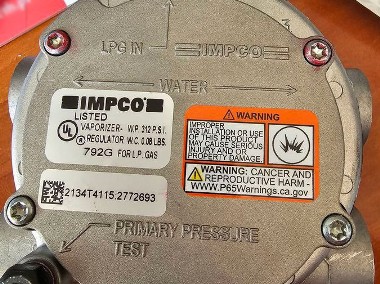 3
LPG IN
IMPCO
WATER
IMPCO
LISTED
VAPORIZER- W.P. 312 P.S.I.
UL
REGULATOR W.C. 0.08 LBS.
792G FOR L.P. GAS
WARNING
IMPROPER
INSTALLATION OR USE
OF THIS PRODUCT
MAY CAUSE SERIOUS
INJURY AND OR
PROPERTY DAMAGE.
WARNING: CANCER AND
REPRODUCTIVE HARM -
www.P65Warnings.ca.gov
2134T4115:2772693
PRIMARY PRESSURE
TEST